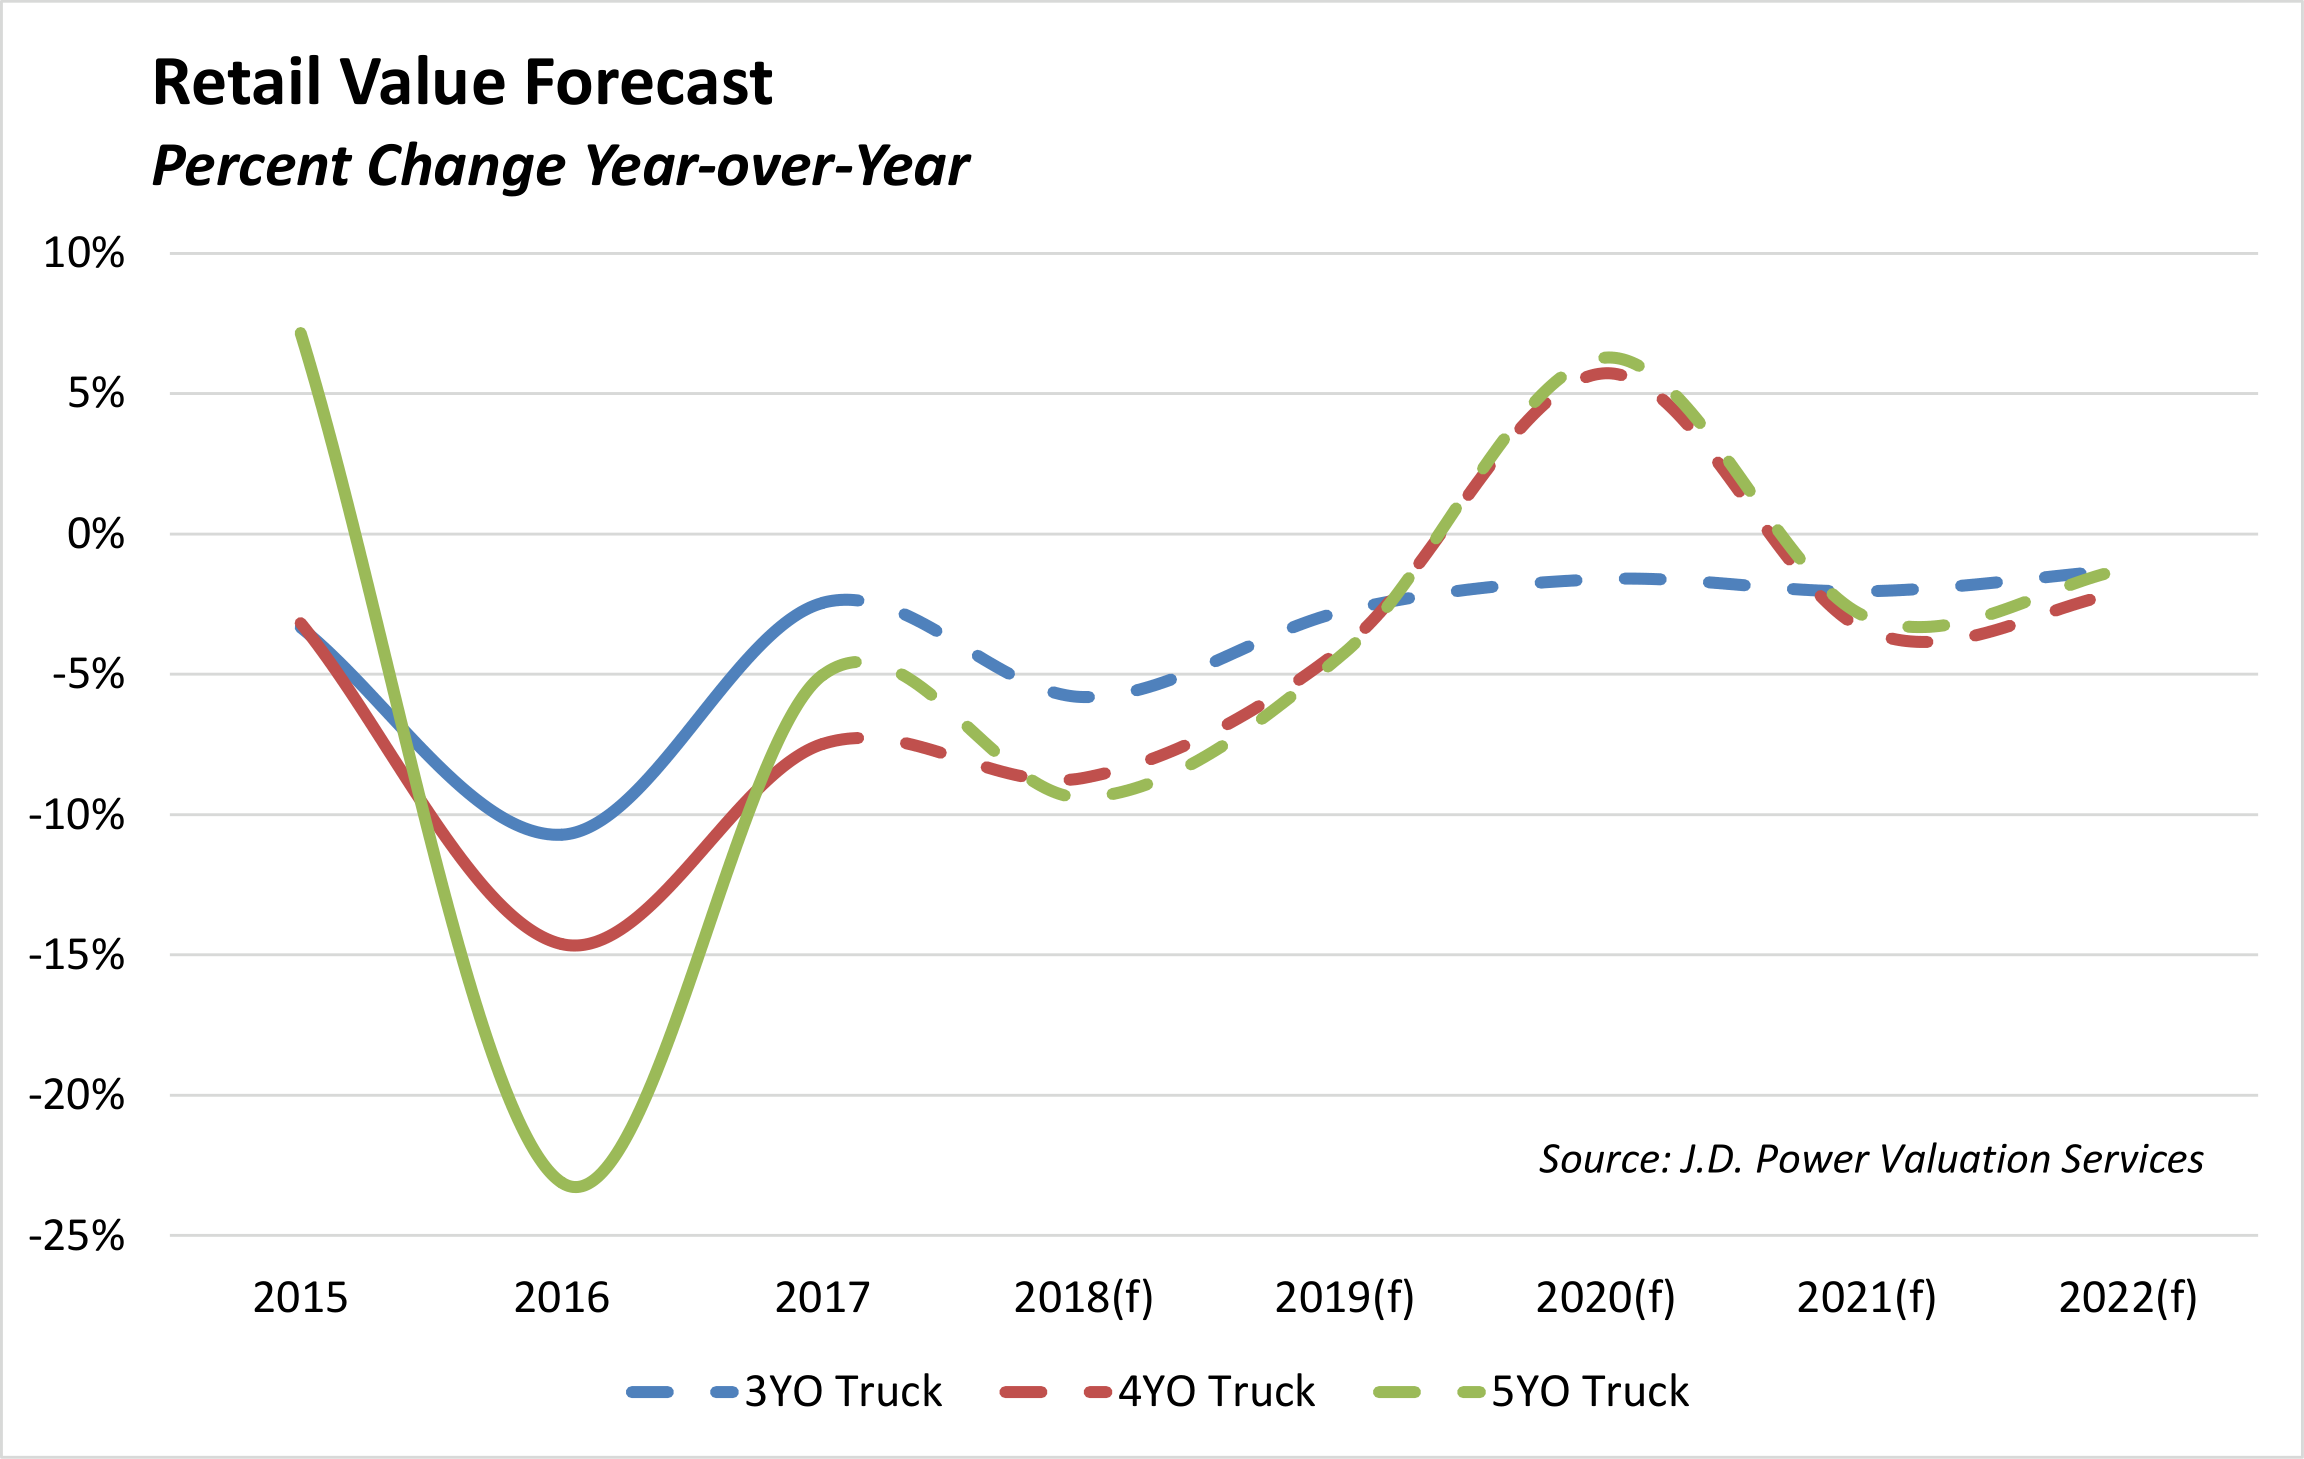 Retail Value Forecast
Percent Change Year-over-Year
10%
5%
0%
-5%
-10%
-15%
-20%
-25%
Source: J.D. Power Valuation Services
2015 2016 2017 2018(f) 2019(f) 2020(f) 2021(f) 2022(f)
3YO Truck 4YO Truck 5YO Truck